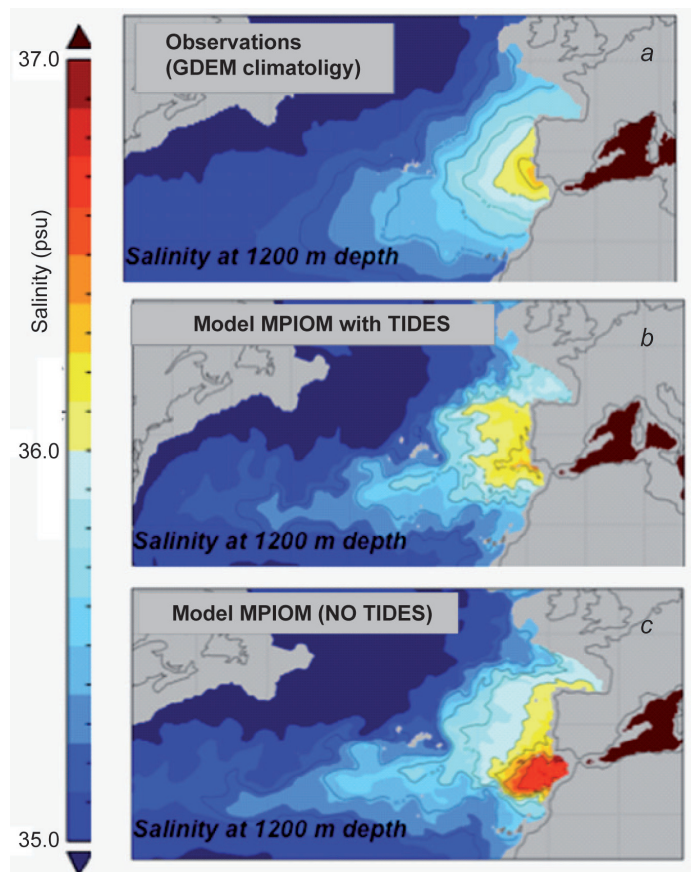 37.0
Salinity (psu)
36.0
35.0
Observations
(GDEM climatoligy)
a
Salinity at 1200 m depth
Model MPIOM with TIDES
b
Salinity at 1200 m depth
Model MPIOM (NO TIDES)
c
Salinity at 1200 m depth